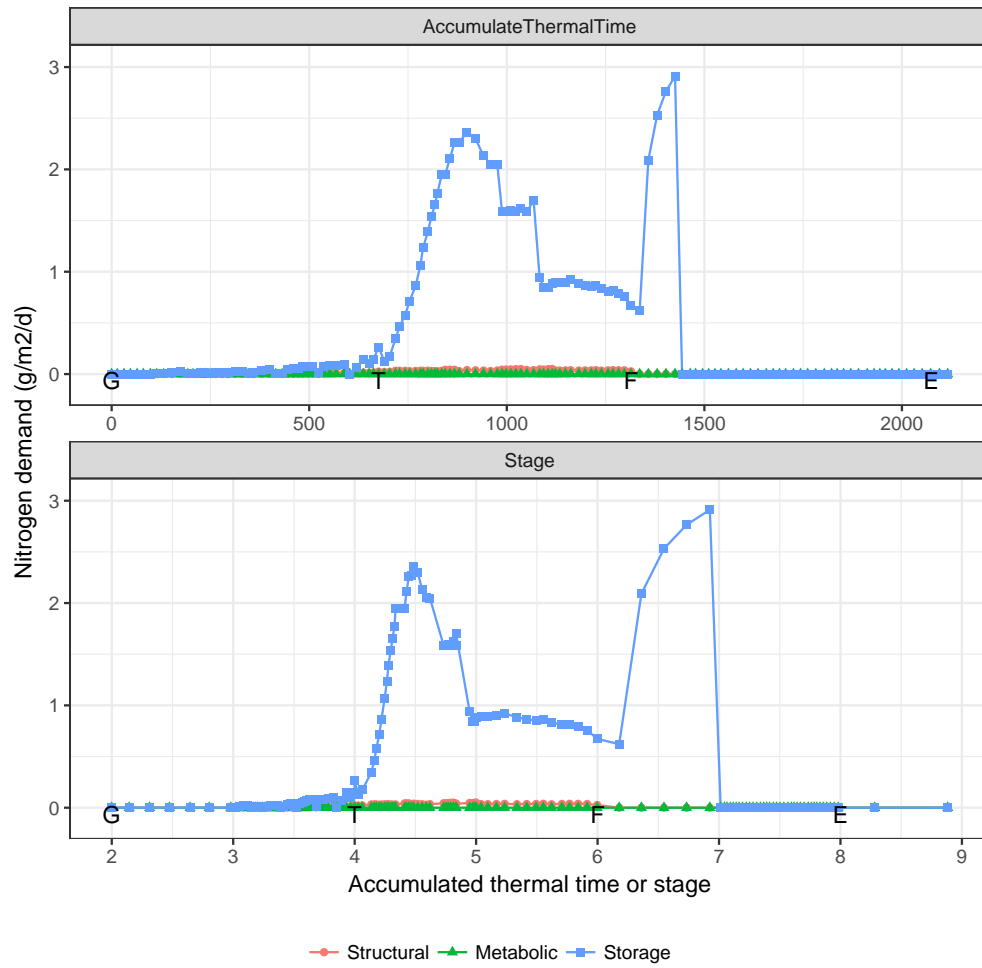 AccumulateThermalTime
3
2
1
0
G
T
F
E
0
500
1000
1500
2000
Nitrogen demand (g/m2/d)
Stage
3
2
1
0
G
T
F
E
2
3
4
5
6
7
8
9
Accumulated thermal time or stage
Structural
Metabolic
Storage